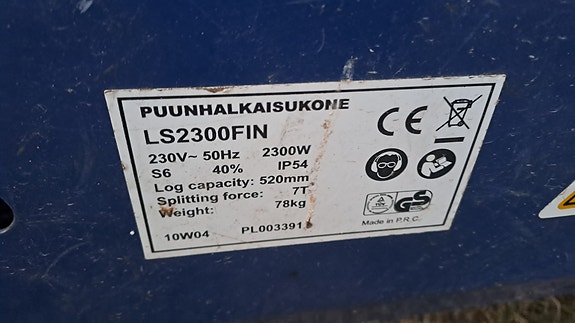 PUUNHALKAISUKONE
LS2300FIN
230V~ 50Hz 2300W
S6 40% IP54
Log capacity: 520mm
Splitting force: 7T
Weight: 78kg
10W04 PL003391
CE
TÜV
GS
Made in P.R.C.